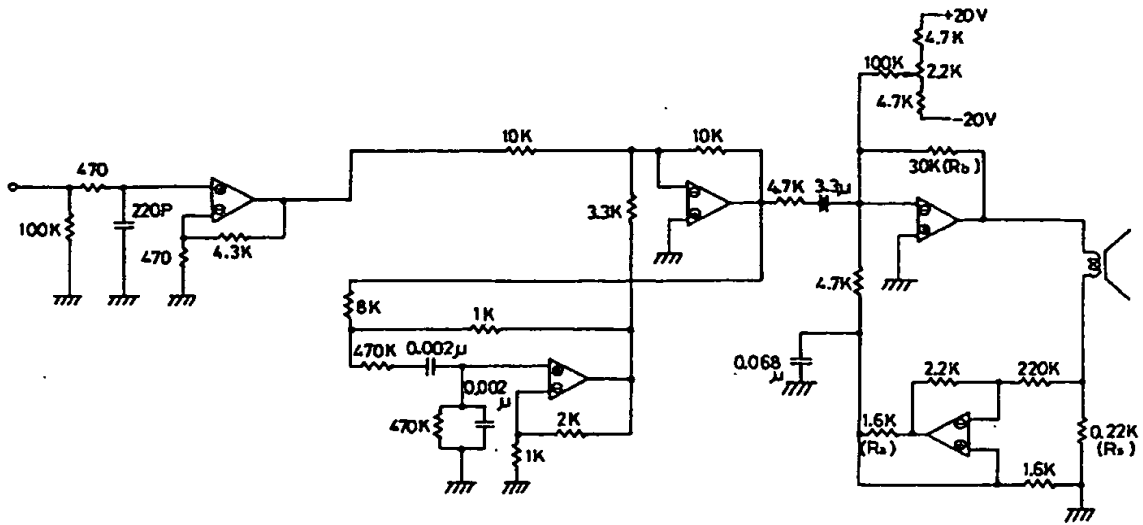 +20V
4.7K
100K
2.2K
4.7K
-20V
10K
10K
30K(Rb)
470
220P
100K
4.3K
470
3.3K
4.7K
3.3μ
4.7K
8K
1K
470K
0.002μ
0.002
μ
470K
2K
1K
0.068
μ
2.2K
220K
1.6K
(Ra)
0.22K
(Rs)
1.6K